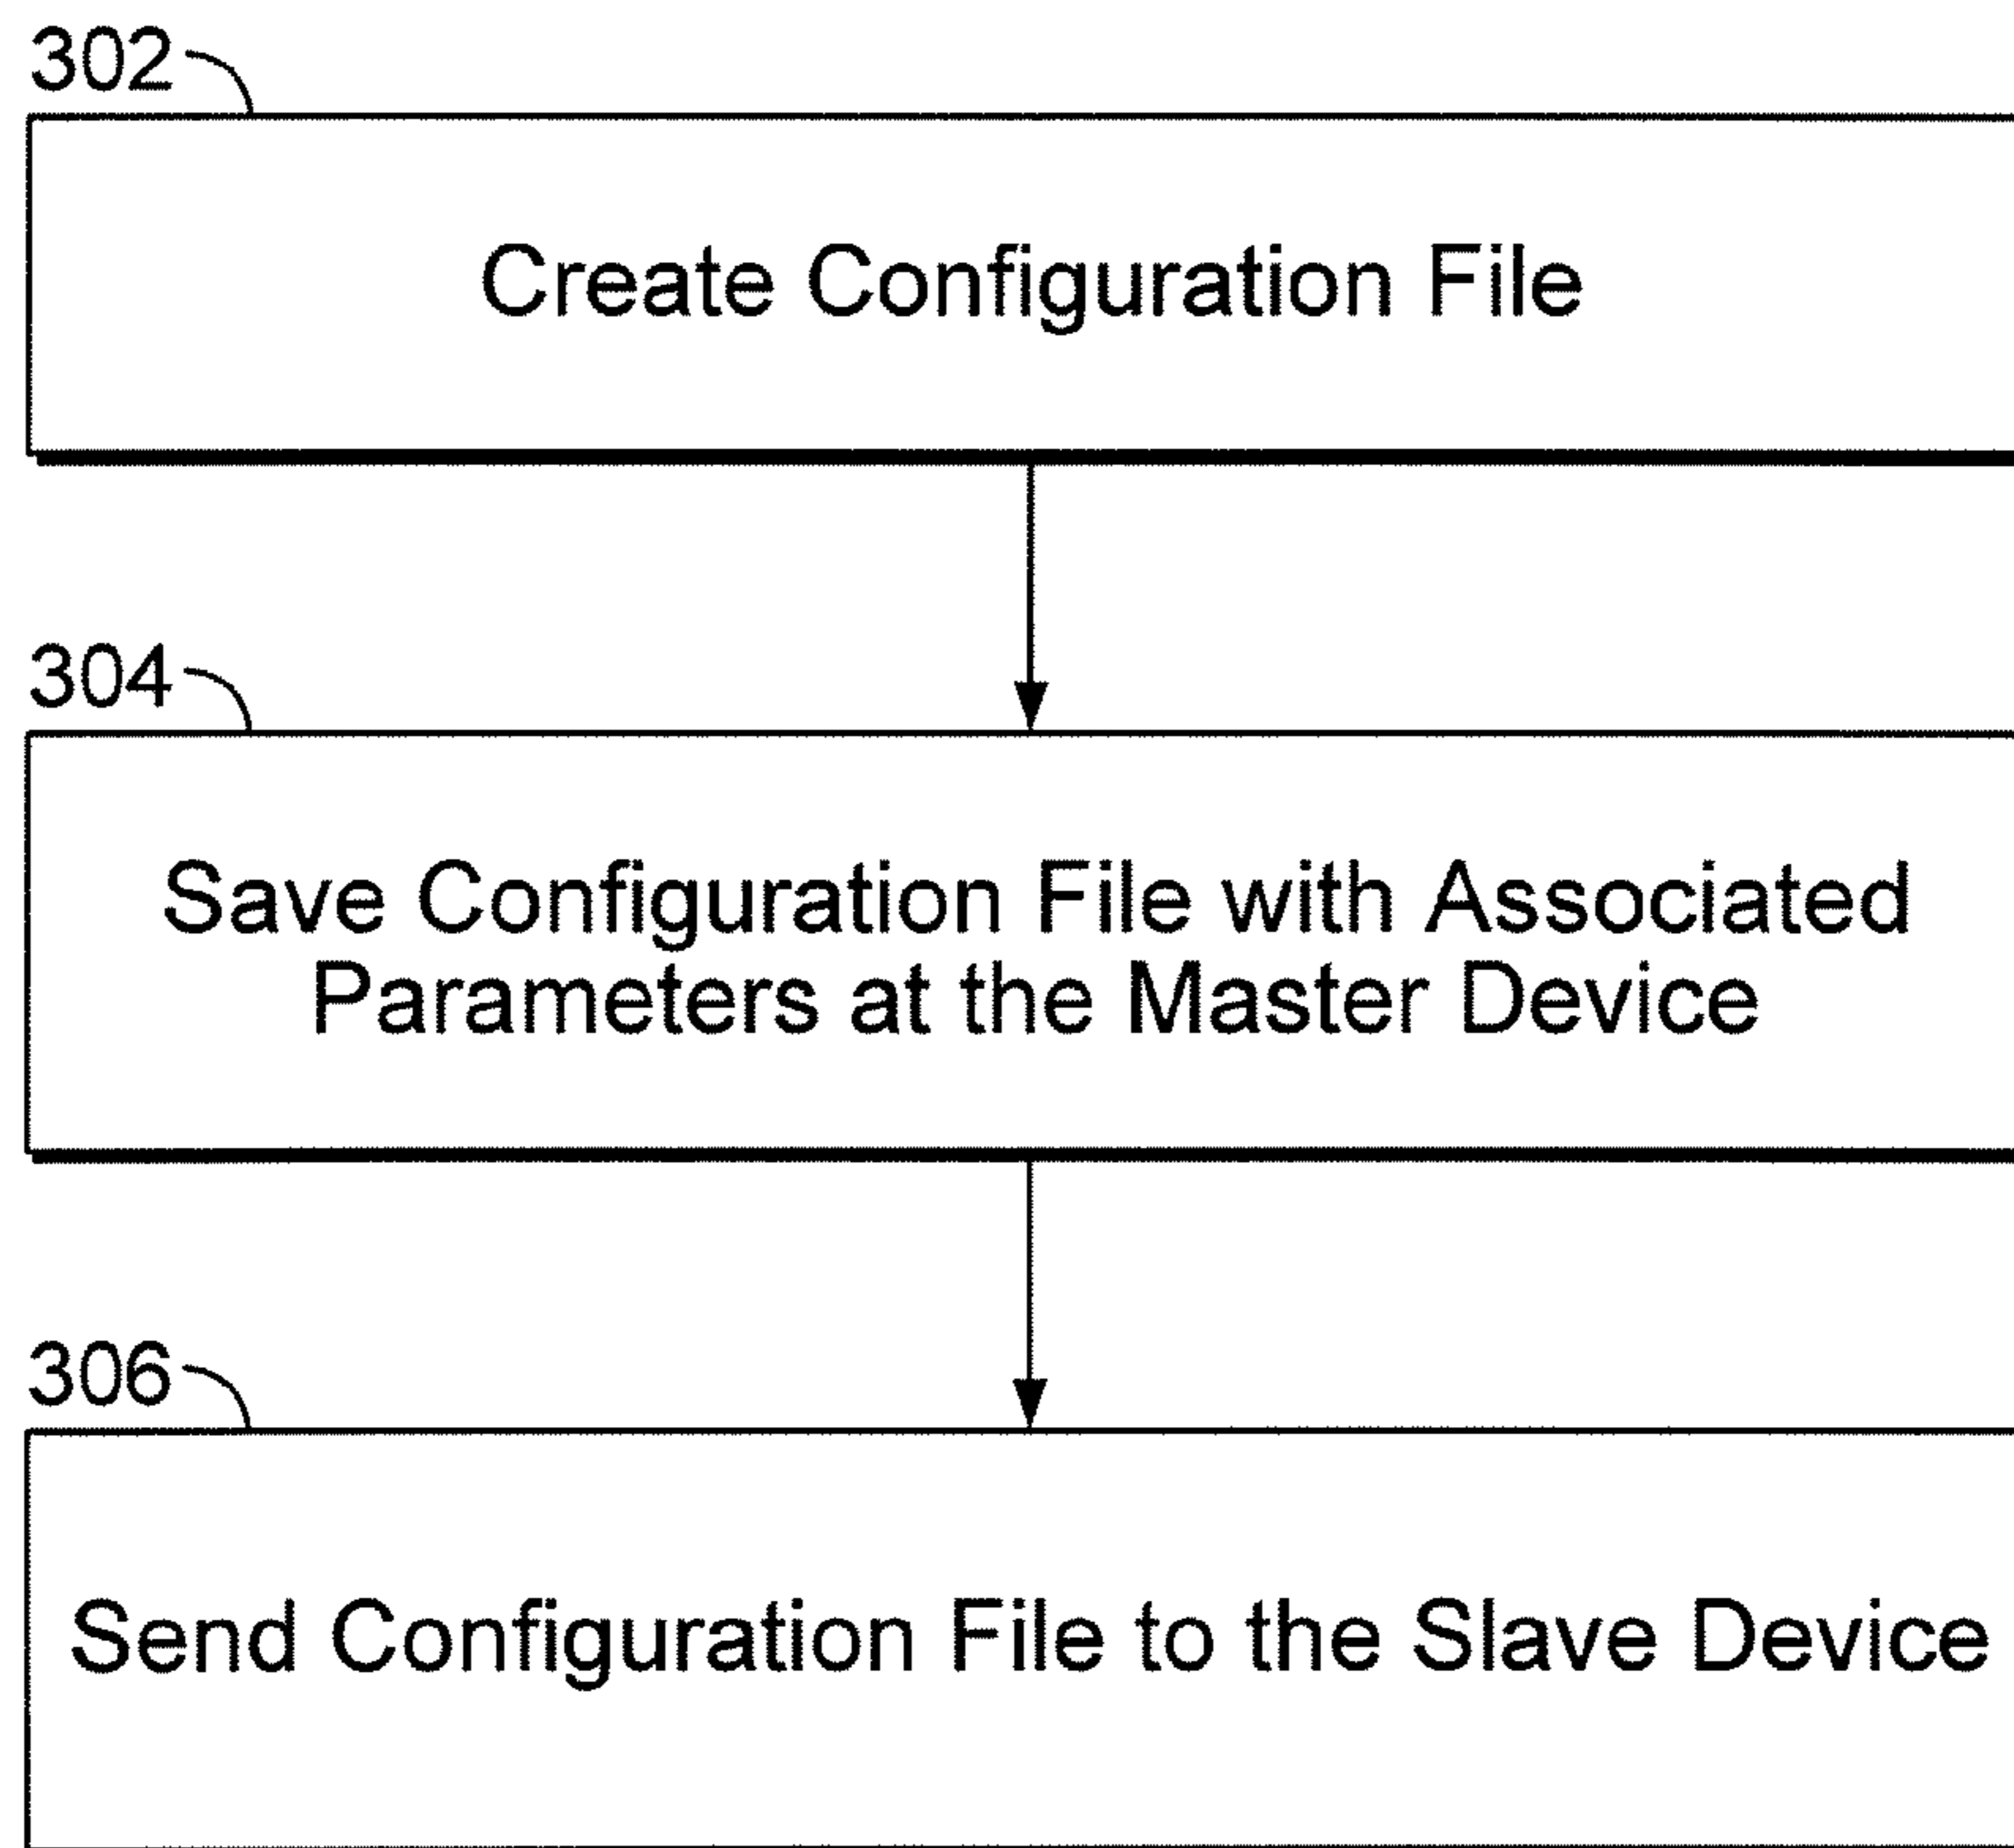 302
Create Configuration File
304
Save Configuration File with Associated
Parameters at the Master Device
306
Send Configuration File to the Slave Device